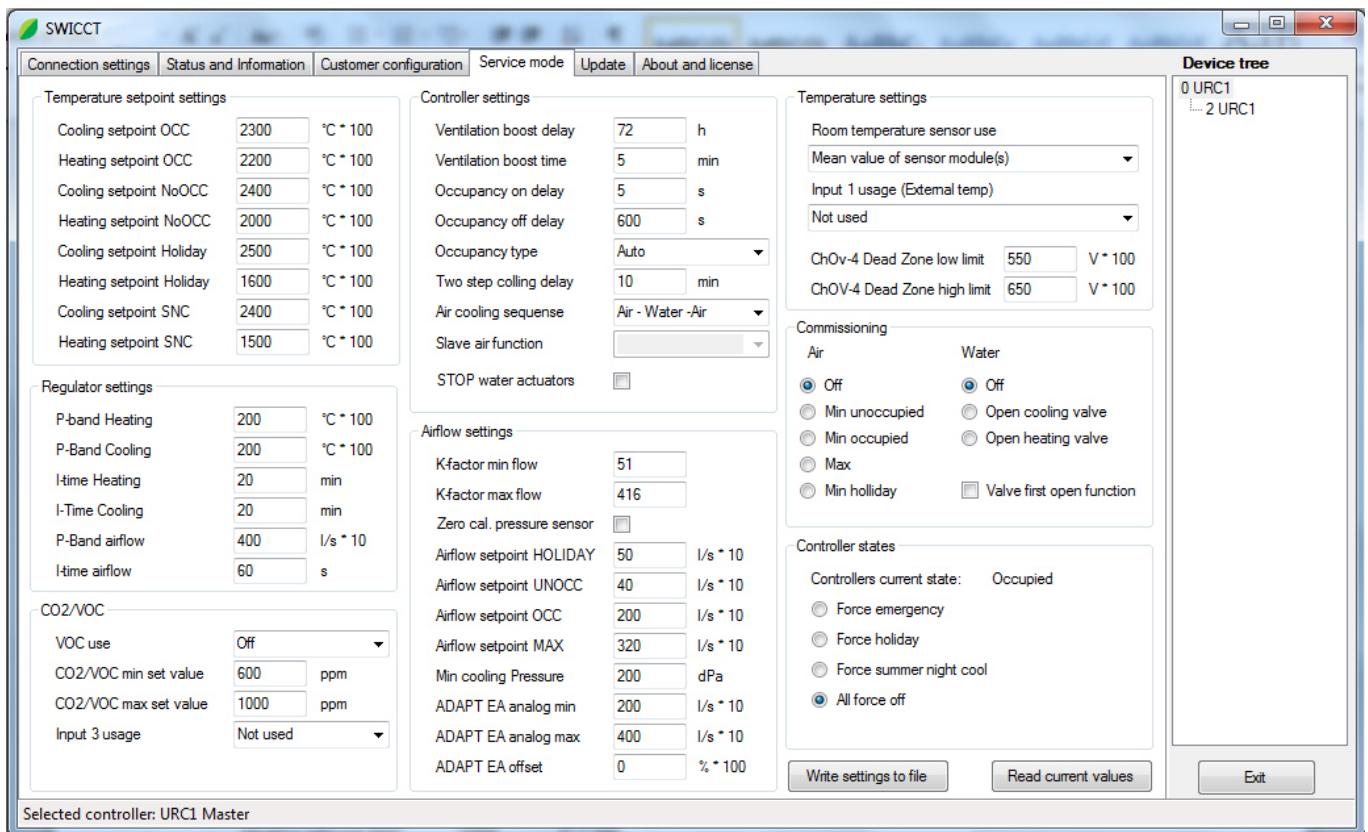 SWICCT
Connection settings Status and Information Customer configuration Service mode Update About and license
Temperature setpoint settings
Cooling setpoint OCC 2300 °C * 100
Heating setpoint OCC 2200 °C * 100
Cooling setpoint NoOCC 2400 °C * 100
Heating setpoint NoOCC 2000 °C * 100
Cooling setpoint Holiday 2500 °C * 100
Heating setpoint Holiday 1600 °C * 100
Cooling setpoint SNC 2400 °C * 100
Heating setpoint SNC 1500 °C * 100
Regulator settings
P-band Heating 200 °C * 100
P-Band Cooling 200 °C * 100
I-time Heating 20 min
I-Time Cooling 20 min
P-Band airflow 400 l/s * 10
I-time airflow 60 s
CO2/VOC
VOC use Off
CO2/VOC min set value 600 ppm
CO2/VOC max set value 1000 ppm
Input 3 usage Not used
Controller settings
Ventilation boost delay 72 h
Ventilation boost time 5 min
Occupancy on delay 5 s
Occupancy off delay 600 s
Occupancy type Auto
Two step colling delay 10 min
Air cooling sequense Air - Water -Air
Slave air function
STOP water actuators
Airflow settings
K-factor min flow 51
K-factor max flow 416
Zero cal. pressure sensor
Airflow setpoint HOLIDAY 50 l/s * 10
Airflow setpoint UNOCC 40 l/s * 10
Airflow setpoint OCC 200 l/s * 10
Airflow setpoint MAX 320 l/s * 10
Min cooling Pressure 200 dPa
ADAPT EA analog min 200 l/s * 10
ADAPT EA analog max 400 l/s * 10
ADAPT EA offset 0 % * 100
Temperature settings
Room temperature sensor use
Mean value of sensor module(s)
Input 1 usage (External temp)
Not used
ChOv-4 Dead Zone low limit 550 V * 100
ChOV-4 Dead Zone high limit 650 V * 100
Commissioning
Air Water
Off Off
Min unoccupied Open cooling valve
Min occupied Open heating valve
Max
Min holliday Valve first open function
Controller states
Controllers current state: Occupied
Force emergency
Force holiday
Force summer night cool
All force off
Write settings to file Read current values
Device tree
0 URC1
2 URC1
Exit
Selected controller: URC1 Master